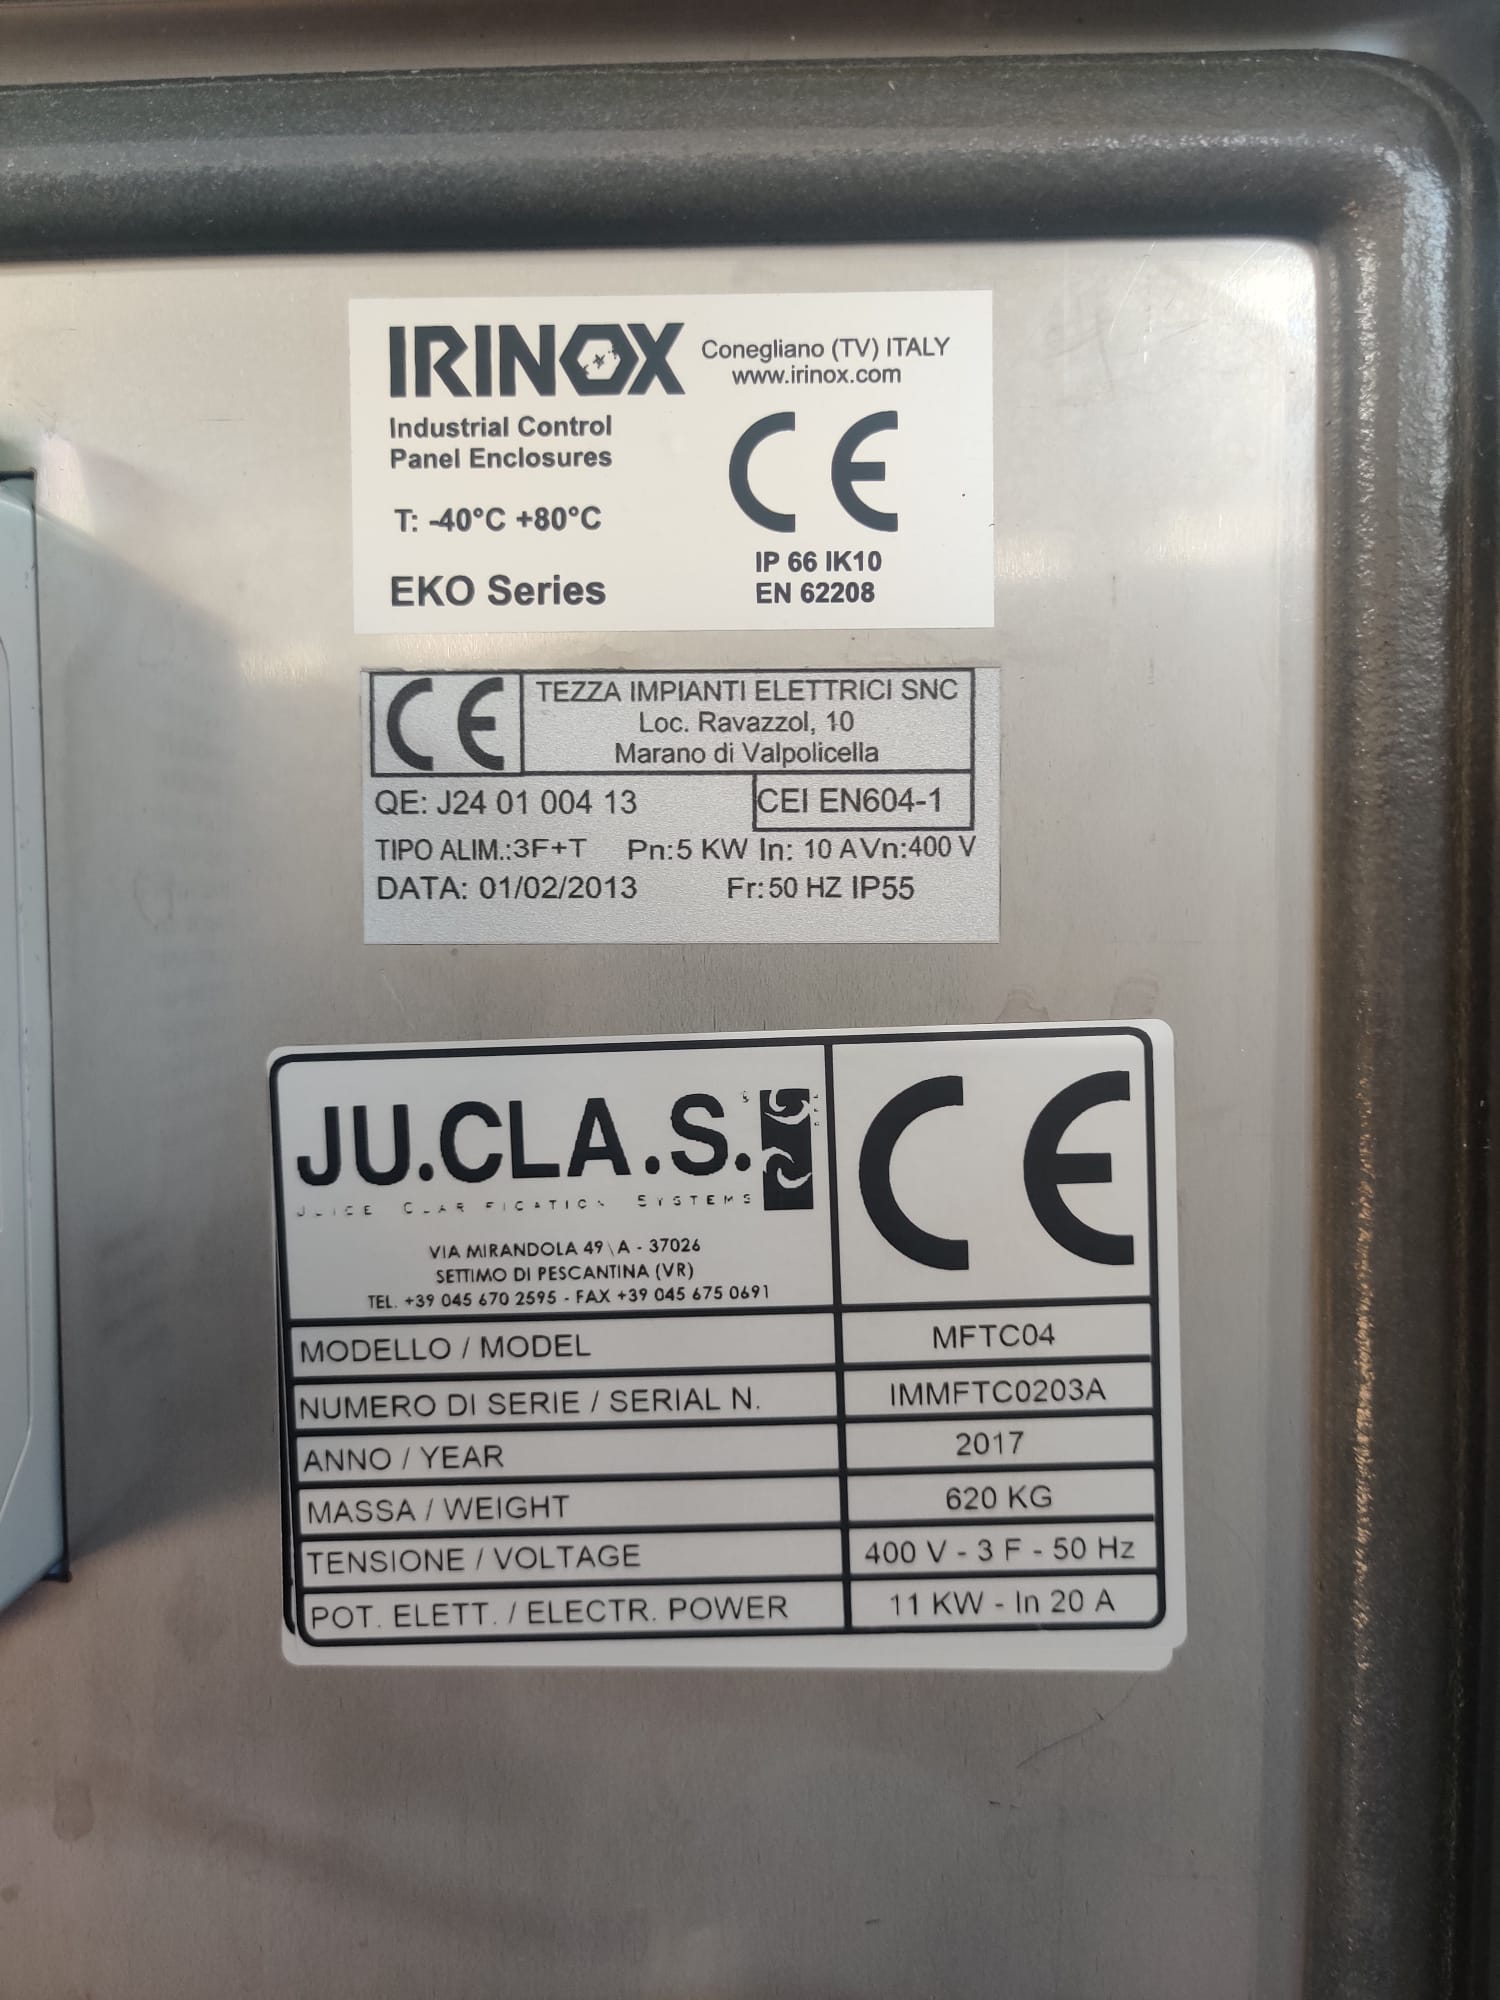 IRINOX
Conegliano (TV) ITALY
www.irinox.com
Industrial Control
Panel Enclosures
T: -40°C +80°C
EKO Series
CE
IP 66 IK10
EN 62208
CE
TEZZA IMPIANTI ELETTRICI SNC
Loc. Ravazzol, 10
Marano di Valpolicella
QE: J24 01 004 13 CEI EN604-1
TIPO ALIM.:3F+T Pn:5 KW In: 10 A Vn:400 V
DATA: 01/02/2013 Fr:50 HZ IP55
JU.CLA.S.
JUICE CLARIFICATION SYSTEMS
VIA MIRANDOLA 49\A - 37026
SETTIMO DI PESCANTINA (VR)
TEL. +39 045 670 2595 - FAX +39 045 675 0691
CE
MODELLO / MODEL MFTC04
NUMERO DI SERIE / SERIAL N. IMMFTC0203A
ANNO / YEAR 2017
MASSA / WEIGHT 620 KG
TENSIONE / VOLTAGE 400 V - 3 F - 50 Hz
POT. ELETT. / ELECTR. POWER 11 KW - In 20 A